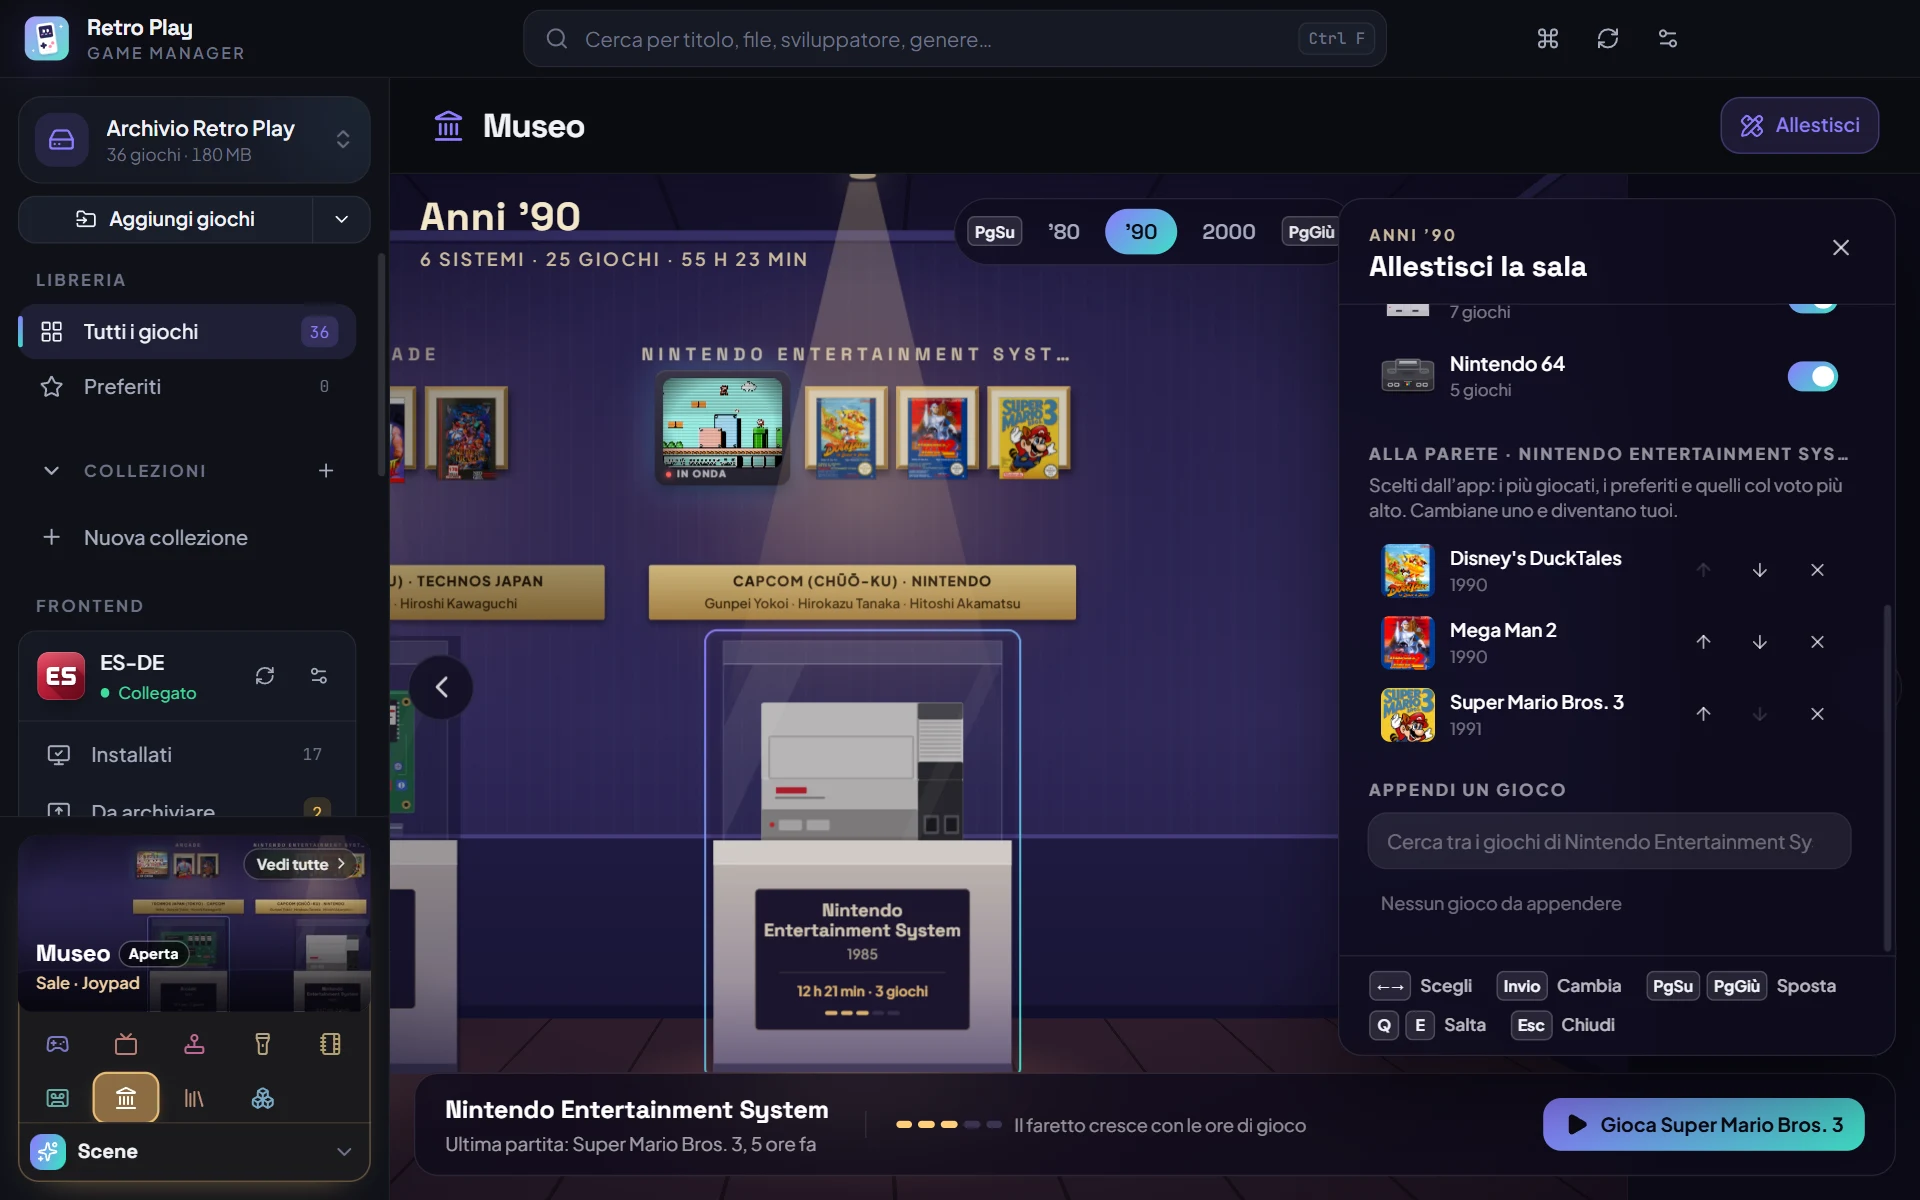 Retro Play
GAME MANAGER
Cerca per titolo, file, sviluppatore, genere…
Ctrl F
Archivio Retro Play
36 giochi · 180 MB
Aggiungi giochi
LIBRERIA
Tutti i giochi
36
Preferiti
0
COLLEZIONI
Nuova collezione
FRONTEND
ES
ES-DE
Collegato
Installati
17
Da archiviare
2
Vedi tutte
Museo
Aperta
Sale · Joypad
Scene
Museo
Allestisci
Anni ’90
6 SISTEMI · 25 GIOCHI · 55 H 23 MIN
PgSu
’80
’90
2000
PgGiù
ADE
NINTENDO ENTERTAINMENT SYST…
IN ONDA
U) · TECHNOS JAPAN
· Hiroshi Kawaguchi
CAPCOM (CHŪŌ-KU) · NINTENDO
Gunpei Yokoi · Hirokazu Tanaka · Hitoshi Akamatsu
Nintendo
Entertainment System
1985
12 h 21 min · 3 giochi
ANNI ’90
Allestisci la sala
7 giochi
Nintendo 64
5 giochi
ALLA PARETE · NINTENDO ENTERTAINMENT SYS…
Scelti dall’app: i più giocati, i preferiti e quelli col voto più
alto. Cambiane uno e diventano tuoi.
Disney's DuckTales
1990
Mega Man 2
1990
Super Mario Bros. 3
1991
APPENDI UN GIOCO
Cerca tra i giochi di Nintendo Entertainment Sy
Nessun gioco da appendere
←→ Scegli
Invio Cambia
PgSu PgGiù Sposta
Q E Salta
Esc Chiudi
Nintendo Entertainment System
Ultima partita: Super Mario Bros. 3, 5 ore fa
Il faretto cresce con le ore di gioco
Gioca Super Mario Bros. 3